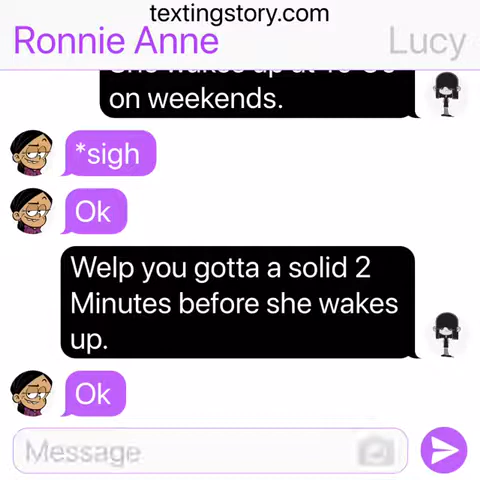 textingstory.com
Ronnie Anne
Lucy
on weekends.
*sigh
Ok
Welp you gotta a solid 2
Minutes before she wakes
up.
Ok
Message